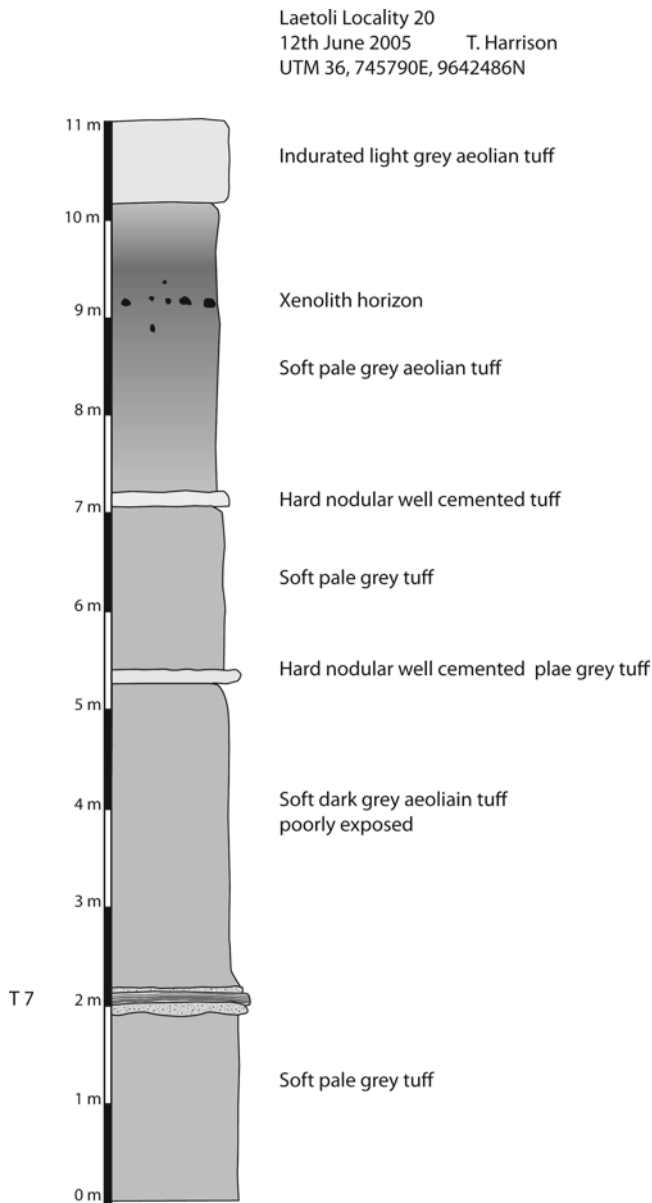 Laetoli Locality 20
12th June 2005 T. Harrison
UTM 36, 745790E, 9642486N
11 m
Indurated light grey aeolian tuff
10 m
Xenolith horizon
9 m
Soft pale grey aeolian tuff
8 m
Hard nodular well cemented tuff
7 m
Soft pale grey tuff
6 m
Hard nodular well cemented plae grey tuff
5 m
Soft dark grey aeoliain tuff
4 m
poorly exposed
3 m
T 7
2 m
Soft pale grey tuff
1 m
0 m